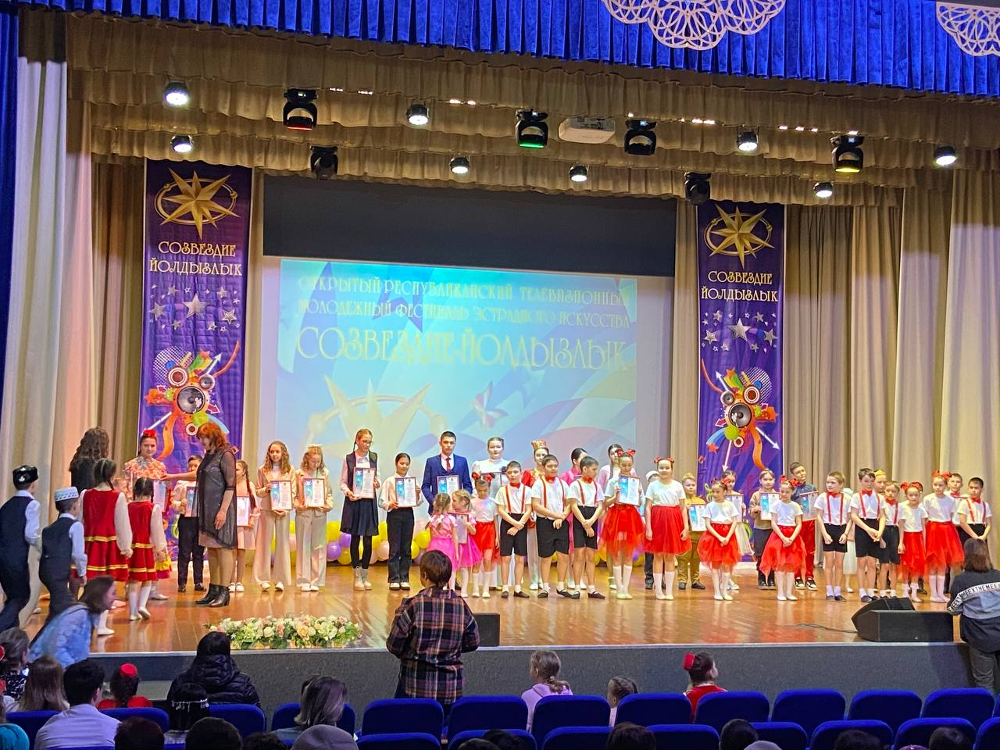 СОЗВЕЗДИЕ
ЙОЛДЫЗЛЫК
ОТКРЫТЫЙ РЕСПУБЛИКАНСКИЙ ТЕЛЕВИЗИОННЫЙ
МОЛОДЕЖНЫЙ ФЕСТИВАЛЬ ЭСТРАДНОГО ИСКУССТВА
СОЗВЕЗДИЕ-ЙОЛДЫЗЛЫК
СОЗВЕЗДИЕ
ЙОЛДЫЗЛЫК